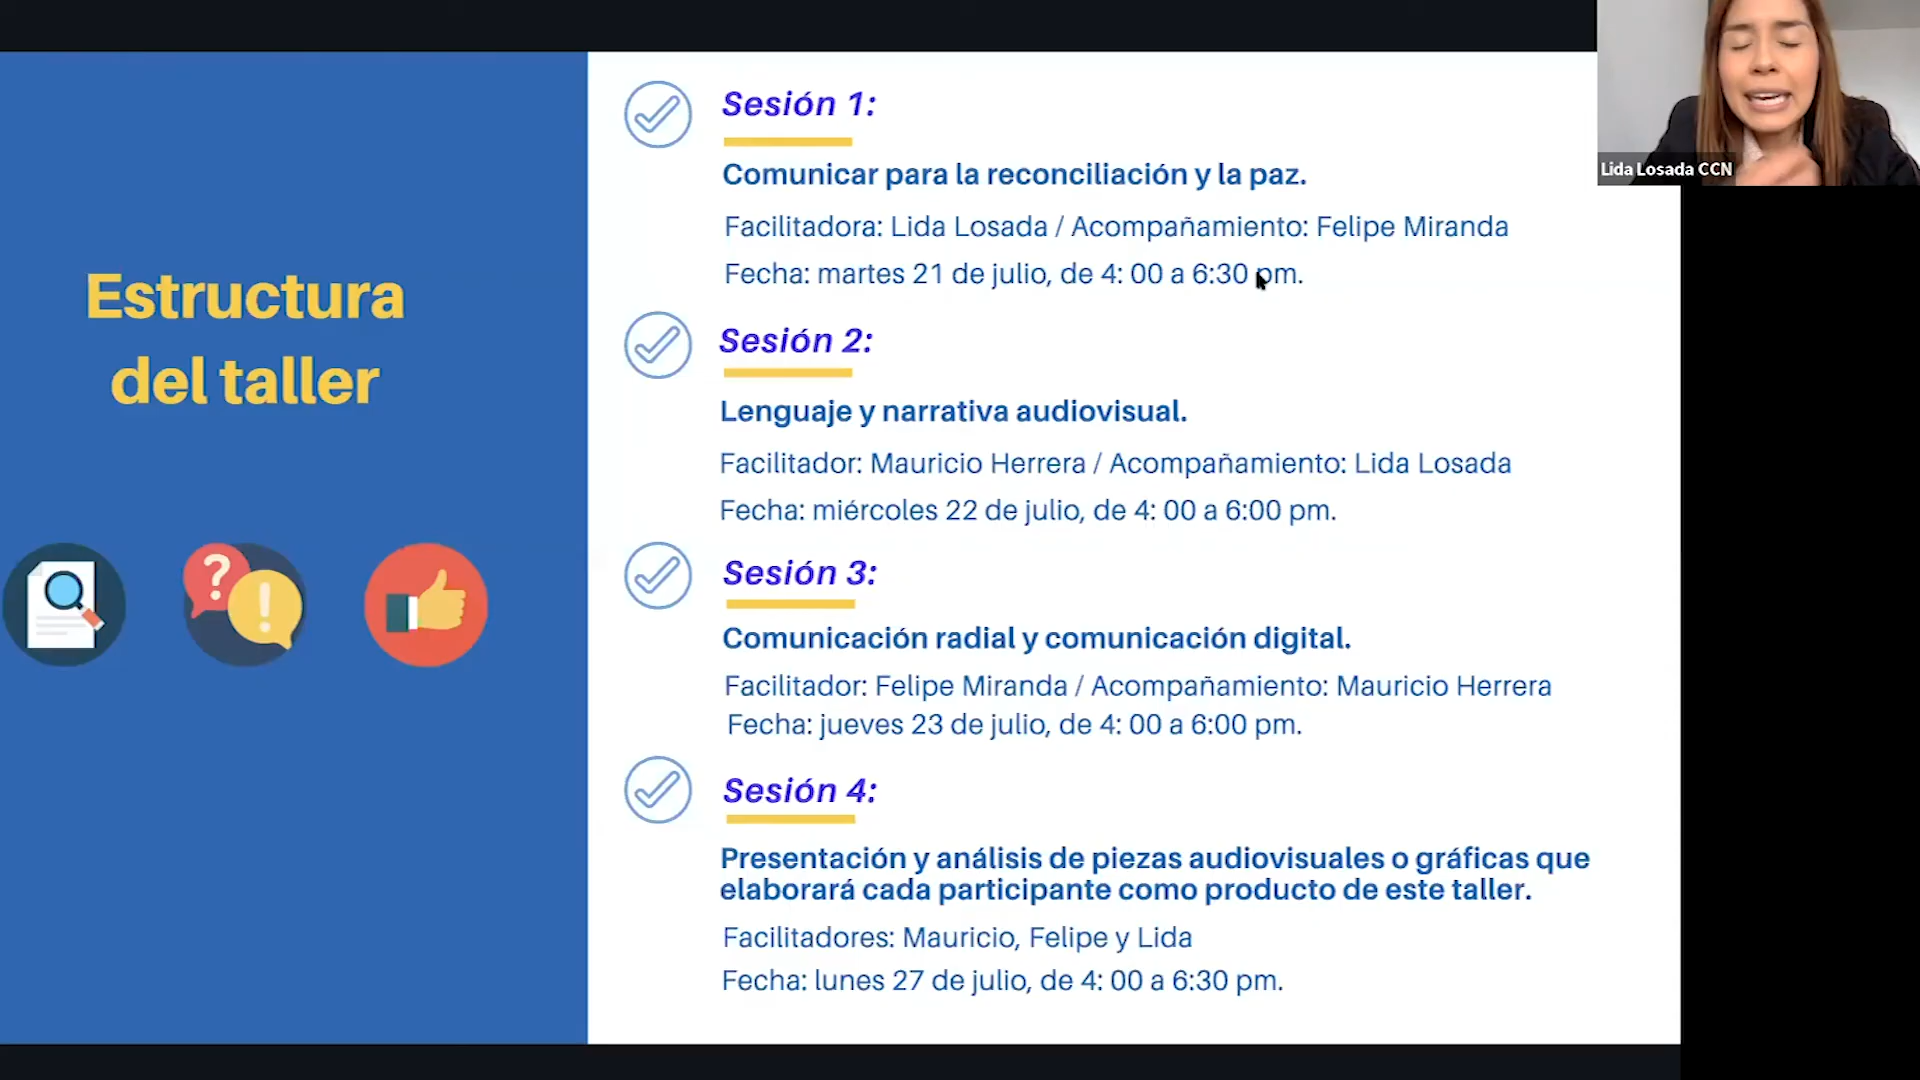 Estructura
del taller
Sesión 1:
Comunicar para la reconciliación y la paz.
Facilitadora: Lida Losada / Acompañamiento: Felipe Miranda
Fecha: martes 21 de julio, de 4: 00 a 6:30 pm.
Sesión 2:
Lenguaje y narrativa audiovisual.
Facilitador: Mauricio Herrera / Acompañamiento: Lida Losada
Fecha: miércoles 22 de julio, de 4: 00 a 6:00 pm.
Sesión 3:
Comunicación radial y comunicación digital.
Facilitador: Felipe Miranda / Acompañamiento: Mauricio Herrera
Fecha: jueves 23 de julio, de 4: 00 a 6:00 pm.
Sesión 4:
Presentación y análisis de piezas audiovisuales o gráficas que
elaborará cada participante como producto de este taller.
Facilitadores: Mauricio, Felipe y Lida
Fecha: lunes 27 de julio, de 4: 00 a 6:30 pm.
Lida Losada CCN